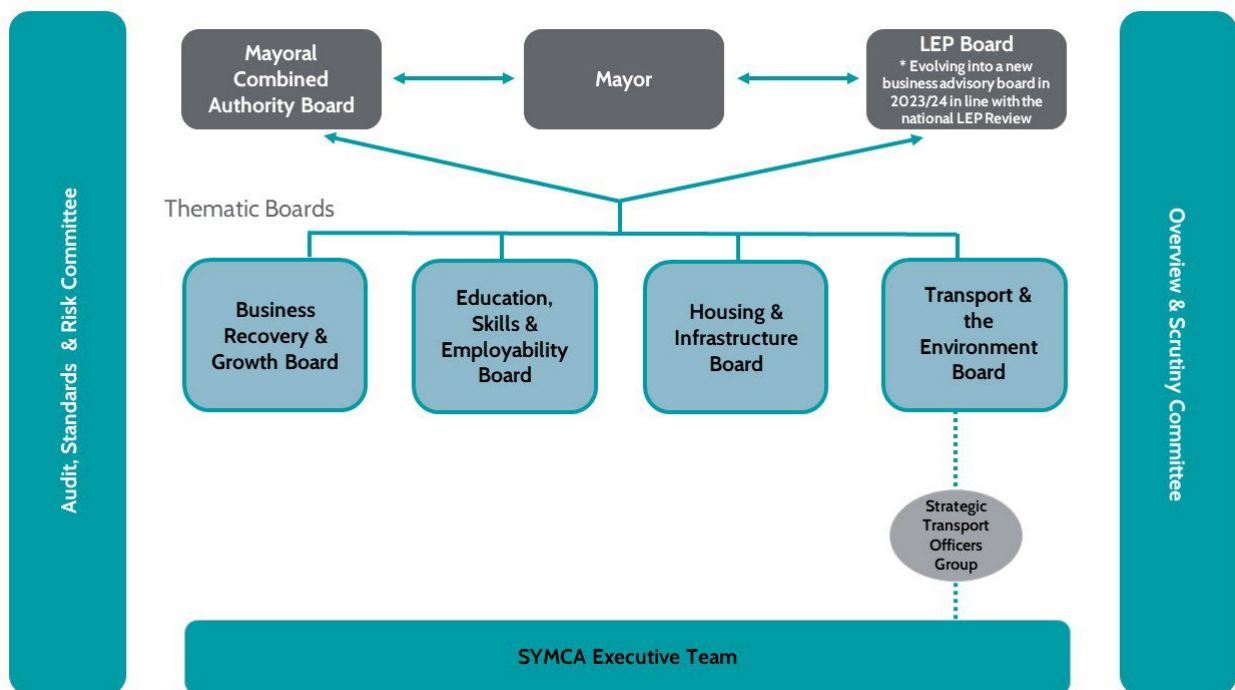 Mayoral
Combined
Authority Board
Mayor
LEP Board
* Evolving into a new
business advisory board in
2023/24 in line with the
national LEP Review
Thematic Boards
Audit, Standards & Risk Committee
Overview & Scrutiny Committee
Business
Recovery &
Growth Board
Education,
Skills &
Employability
Board
Housing &
Infrastructure
Board
Transport &
the
Environment
Board
Strategic
Transport
Officers
Group
SYMCA Executive Team